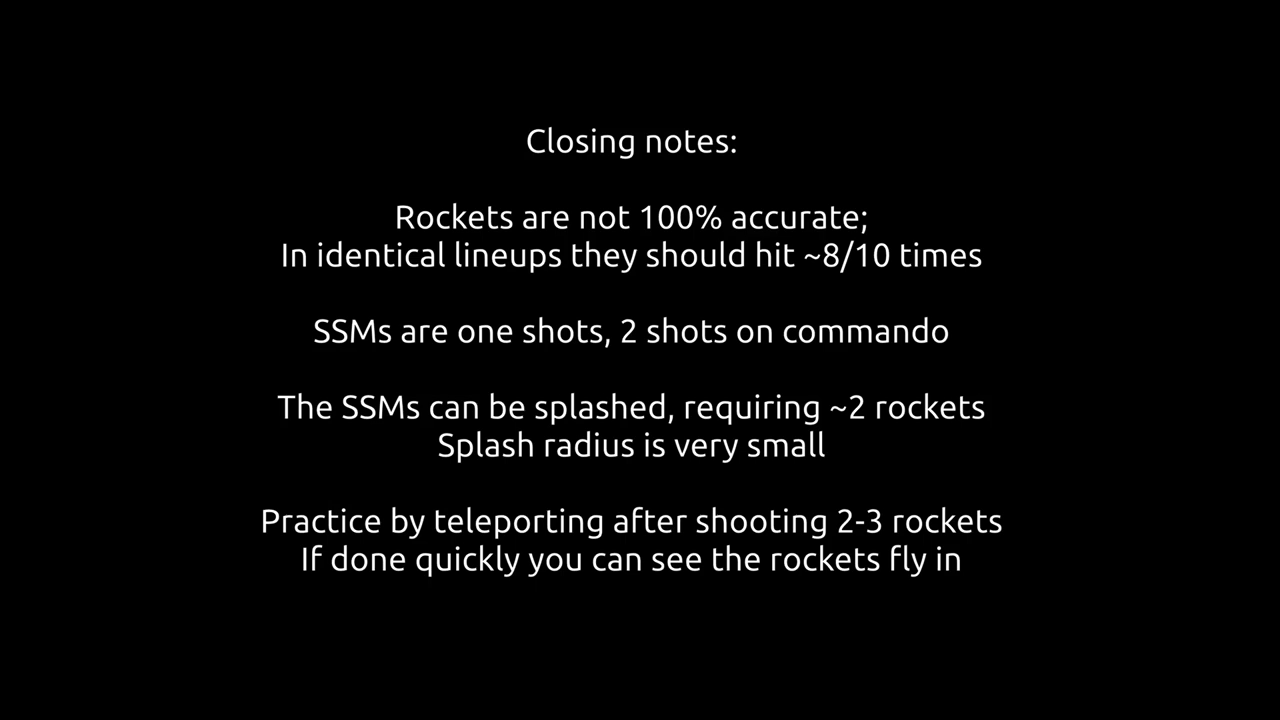 Closing notes:
Rockets are not 100% accurate;
In identical lineups they should hit ~8/10 times
SSMs are one shots, 2 shots on commando
The SSMs can be splashed, requiring ~2 rockets
Splash radius is very small
Practice by teleporting after shooting 2-3 rockets
If done quickly you can see the rockets fly in